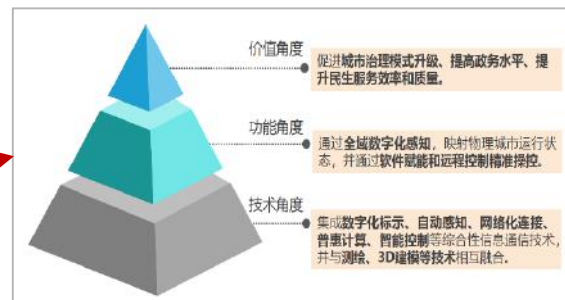 价值角度
促进城市治理模式升级、提高政务水平、提
升民生服务效率和质量。
功能角度
通过全域数字化感知，映射物理城市运行状
态，并通过软件赋能和远程控制精准操控.
技术角度
集成数字化标示、自动感知、网络化连接、
普惠计算、智能控制等综合性信息通信技术，
并与测绘、3D建模等技术相互融合.